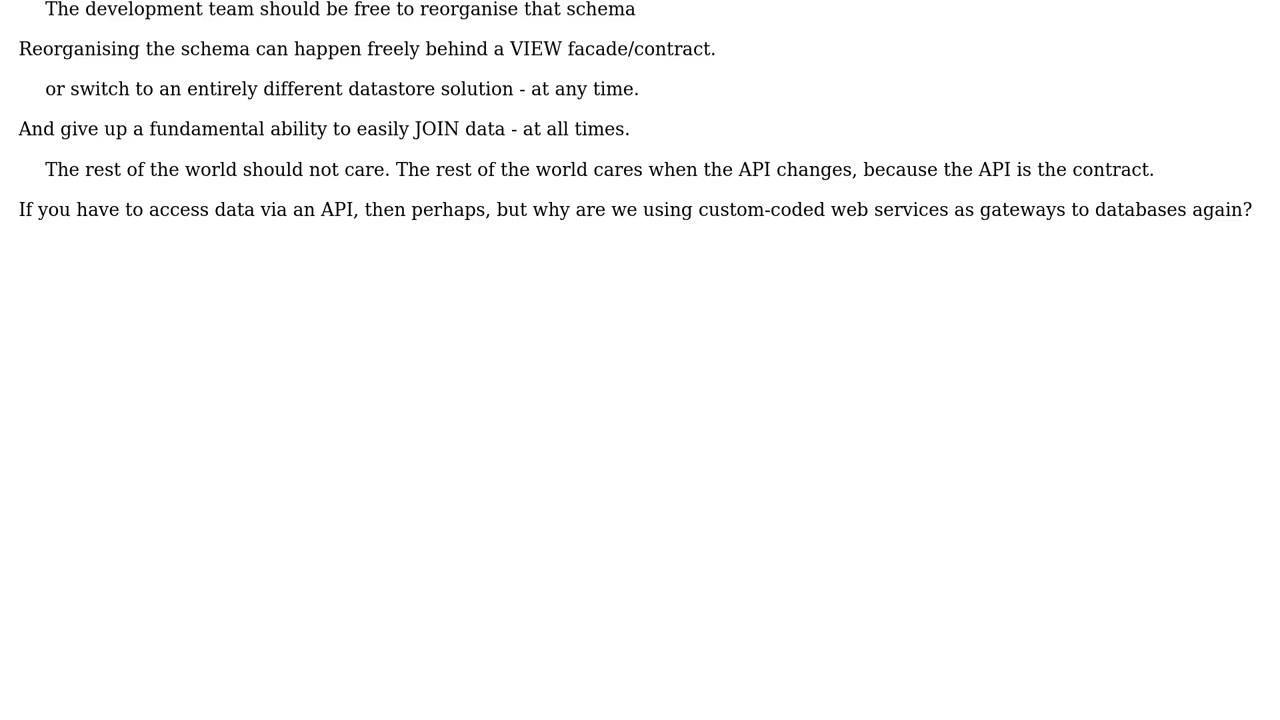 The development team should be free to reorganise that schema
Reorganising the schema can happen freely behind a VIEW facade/contract.
or switch to an entirely different datastore solution - at any time.
And give up a fundamental ability to easily JOIN data - at all times.
The rest of the world should not care. The rest of the world cares when the API changes, because the API is the contract.
If you have to access data via an API, then perhaps, but why are we using custom-coded web services as gateways to databases again?